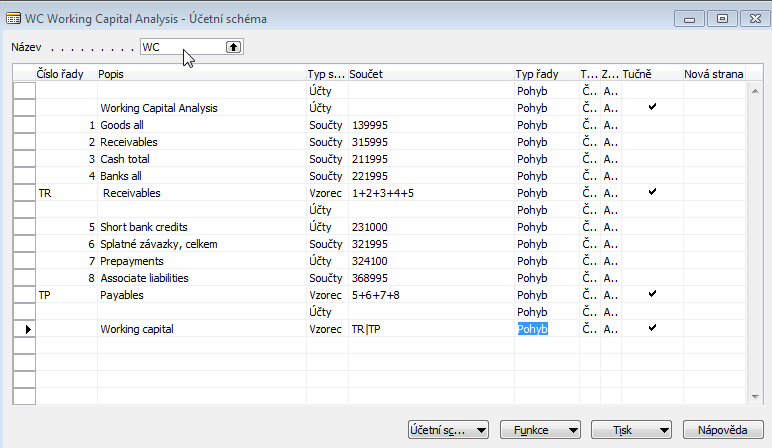 WC Working Capital Analysis - Účetní schéma
Název . . . . . . . . . WC
Číslo řady Popis Typ s... Součet Typ řady T... Z... Tučně Nová strana
Účty Pohyb Č.. A..
Working Capital Analysis Účty Pohyb Č.. A.. ✔
1 Goods all Součty 139995 Pohyb Č.. A..
2 Receivables Součty 315995 Pohyb Č.. A..
3 Cash total Součty 211995 Pohyb Č.. A..
4 Banks all Součty 221995 Pohyb Č.. A..
TR Receivables Vzorec 1+2+3+4+5 Pohyb Č.. A.. ✔
Účty Pohyb Č.. A..
5 Short bank credits Účty 231000 Pohyb Č.. A..
6 Splatné závazky, celkem Součty 321995 Pohyb Č.. A..
7 Prepayments Účty 324100 Pohyb Č.. A..
8 Associate liabilities Součty 368995 Pohyb Č.. A..
TP Payables Vzorec 5+6+7+8 Pohyb Č.. A.. ✔
Účty Pohyb Č.. A..
Working capital Vzorec TR|TP Pohyb Č.. A.. ✔
Účetní sc... Funkce Tisk Nápověda